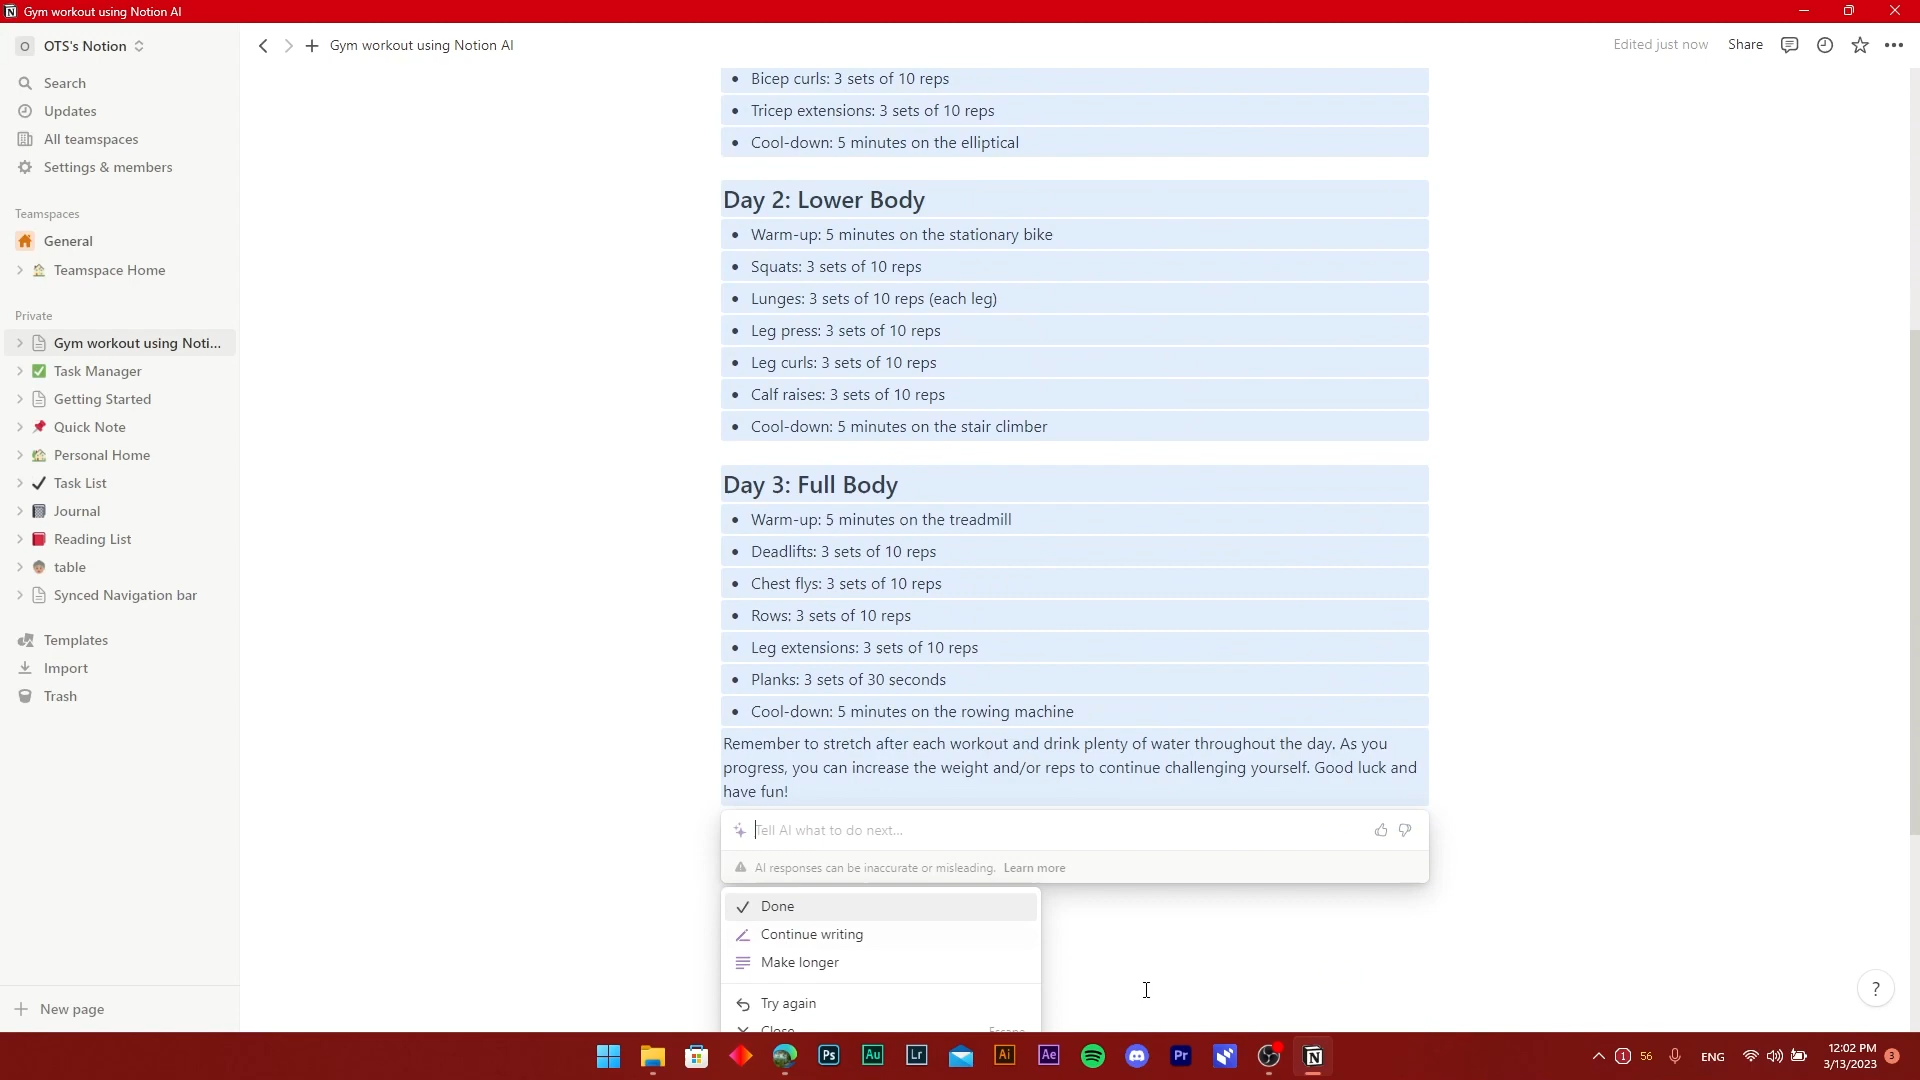 Gym workout using Notion AI
O OTS's Notion
Gym workout using Notion AI
Edited just now Share
Search
Updates
All teamspaces
Settings & members
Teamspaces
General
Teamspace Home
Private
Gym workout using Noti...
Task Manager
Getting Started
Quick Note
Personal Home
Task List
Journal
Reading List
table
Synced Navigation bar
Templates
Import
Trash
New page
• Bicep curls: 3 sets of 10 reps
• Tricep extensions: 3 sets of 10 reps
• Cool-down: 5 minutes on the elliptical
Day 2: Lower Body
• Warm-up: 5 minutes on the stationary bike
• Squats: 3 sets of 10 reps
• Lunges: 3 sets of 10 reps (each leg)
• Leg press: 3 sets of 10 reps
• Leg curls: 3 sets of 10 reps
• Calf raises: 3 sets of 10 reps
• Cool-down: 5 minutes on the stair climber
Day 3: Full Body
• Warm-up: 5 minutes on the treadmill
• Deadlifts: 3 sets of 10 reps
• Chest flys: 3 sets of 10 reps
• Rows: 3 sets of 10 reps
• Leg extensions: 3 sets of 10 reps
• Planks: 3 sets of 30 seconds
• Cool-down: 5 minutes on the rowing machine
Remember to stretch after each workout and drink plenty of water throughout the day. As you
progress, you can increase the weight and/or reps to continue challenging yourself. Good luck and
have fun!
Tell AI what to do next...
AI responses can be inaccurate or misleading. Learn more
Done
Continue writing
Make longer
Try again
Close Escape
?
Ps Au Lr Ai Ae Pr
1 56 ENG 12:02 PM 3
3/13/2023